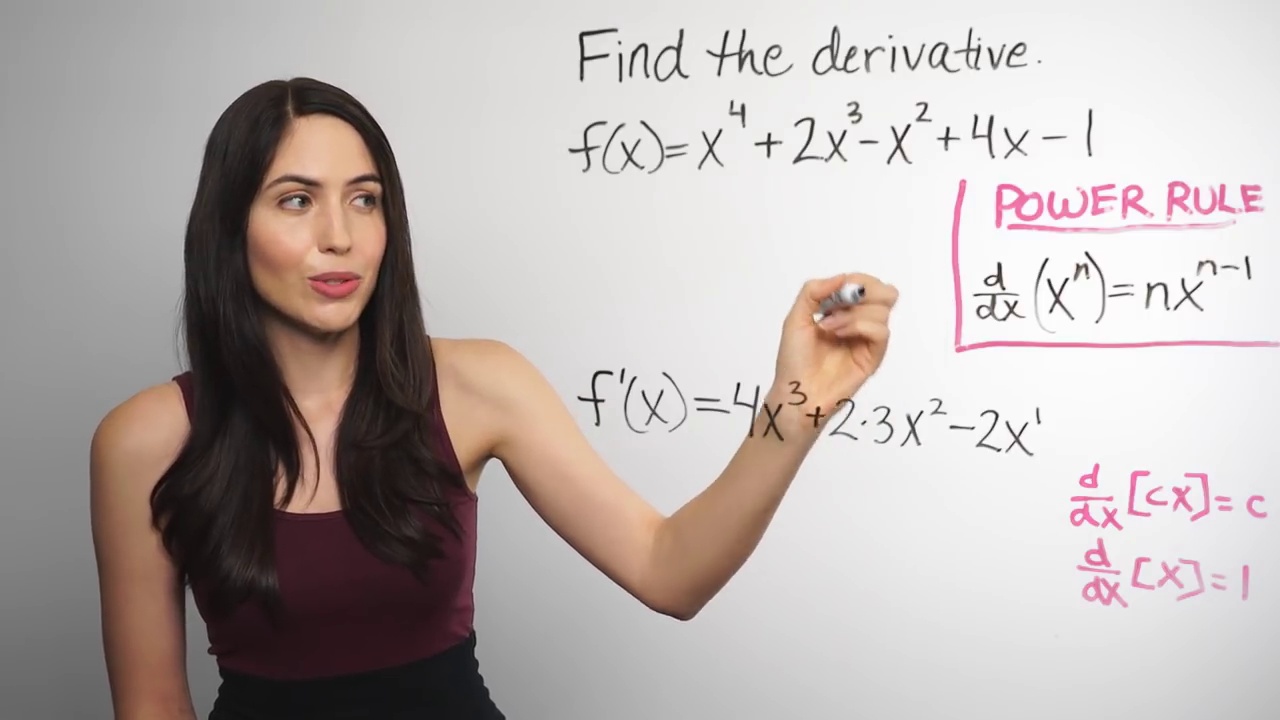 Find the derivative.
f(x)=x⁴+2x³-x²+4x-1
POWER RULE
d/dx (xⁿ)=nxⁿ⁻¹
f'(x)=4x³+2·3x²-2x¹
d/dx [cx]=c
d/dx [x]=1